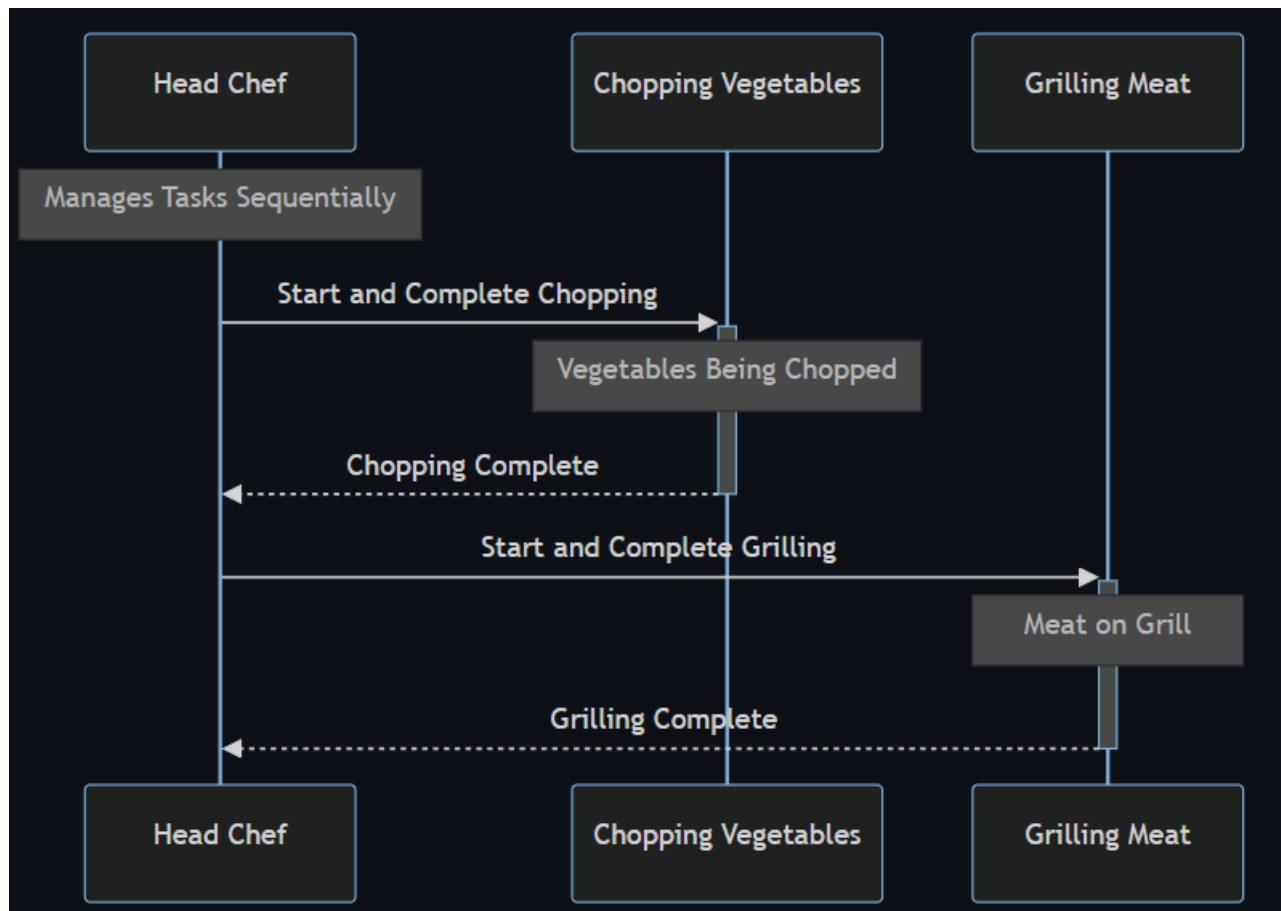 Head Chef
Chopping Vegetables
Grilling Meat
Manages Tasks Sequentially
Start and Complete Chopping
Vegetables Being Chopped
Chopping Complete
Start and Complete Grilling
Meat on Grill
Grilling Complete
Head Chef
Chopping Vegetables
Grilling Meat